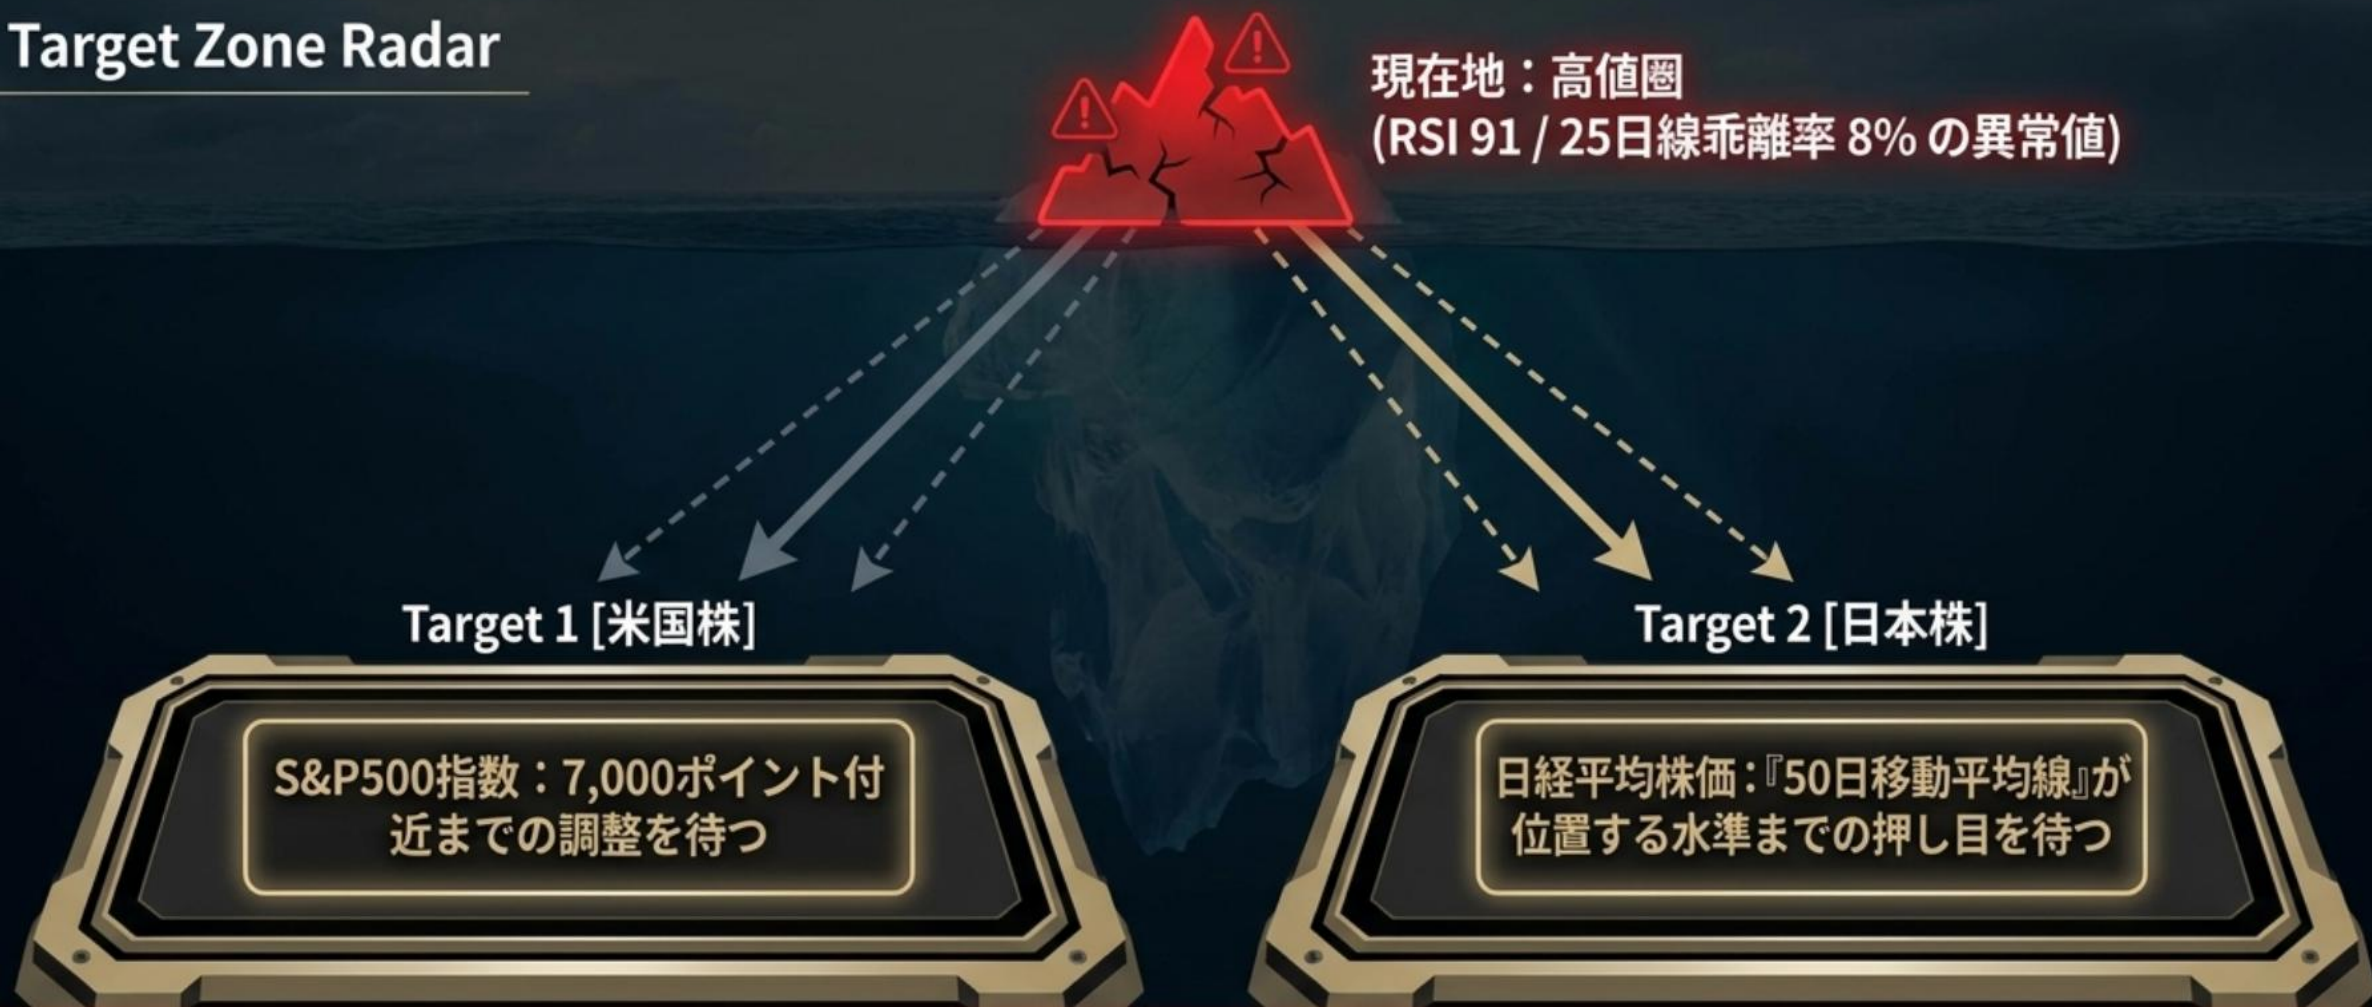 Target Zone Radar
現在地：高値圏
(RSI 91 / 25日線乖離率 8% の異常値)
Target 1 [米国株]
S&P500指数：7,000ポイント付
近までの調整を待つ
Target 2 [日本株]
日経平均株価：『50日移動平均線』が
位置する水準までの押し目を待つ